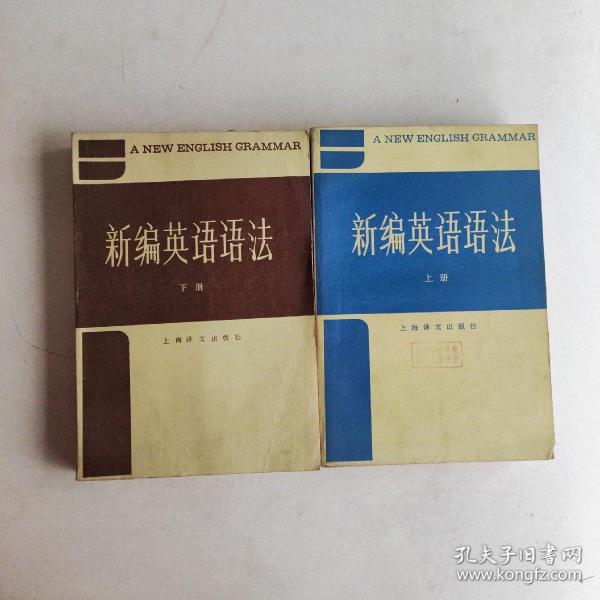 A NEW ENGLISH GRAMMAR
新编英语语法
下册
上海译文出版社
A NEW ENGLISH GRAMMAR
新编英语语法
上册
上海译文出版社
孔夫子旧书网
www.kongfz.com